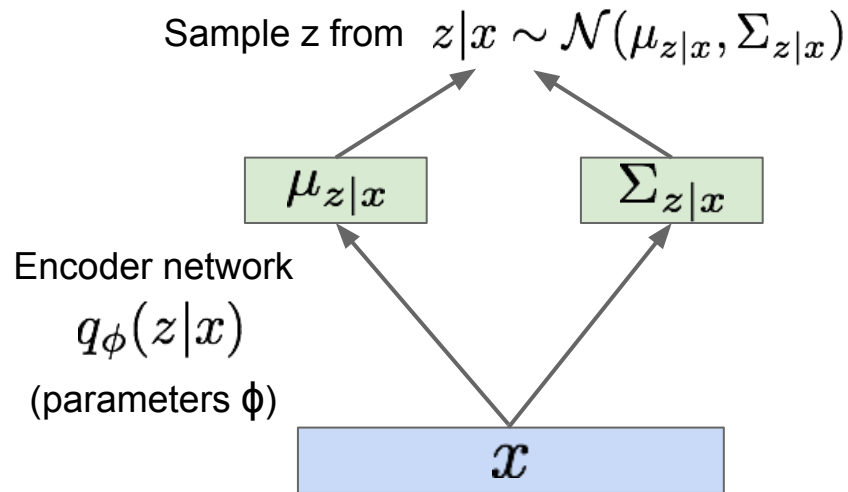 Sample z from z|x ∼ 𝒩(μ_{z|x}, Σ_{z|x})
μ_{z|x} Σ_{z|x}
Encoder network
q_ϕ(z|x)
(parameters ϕ)
x